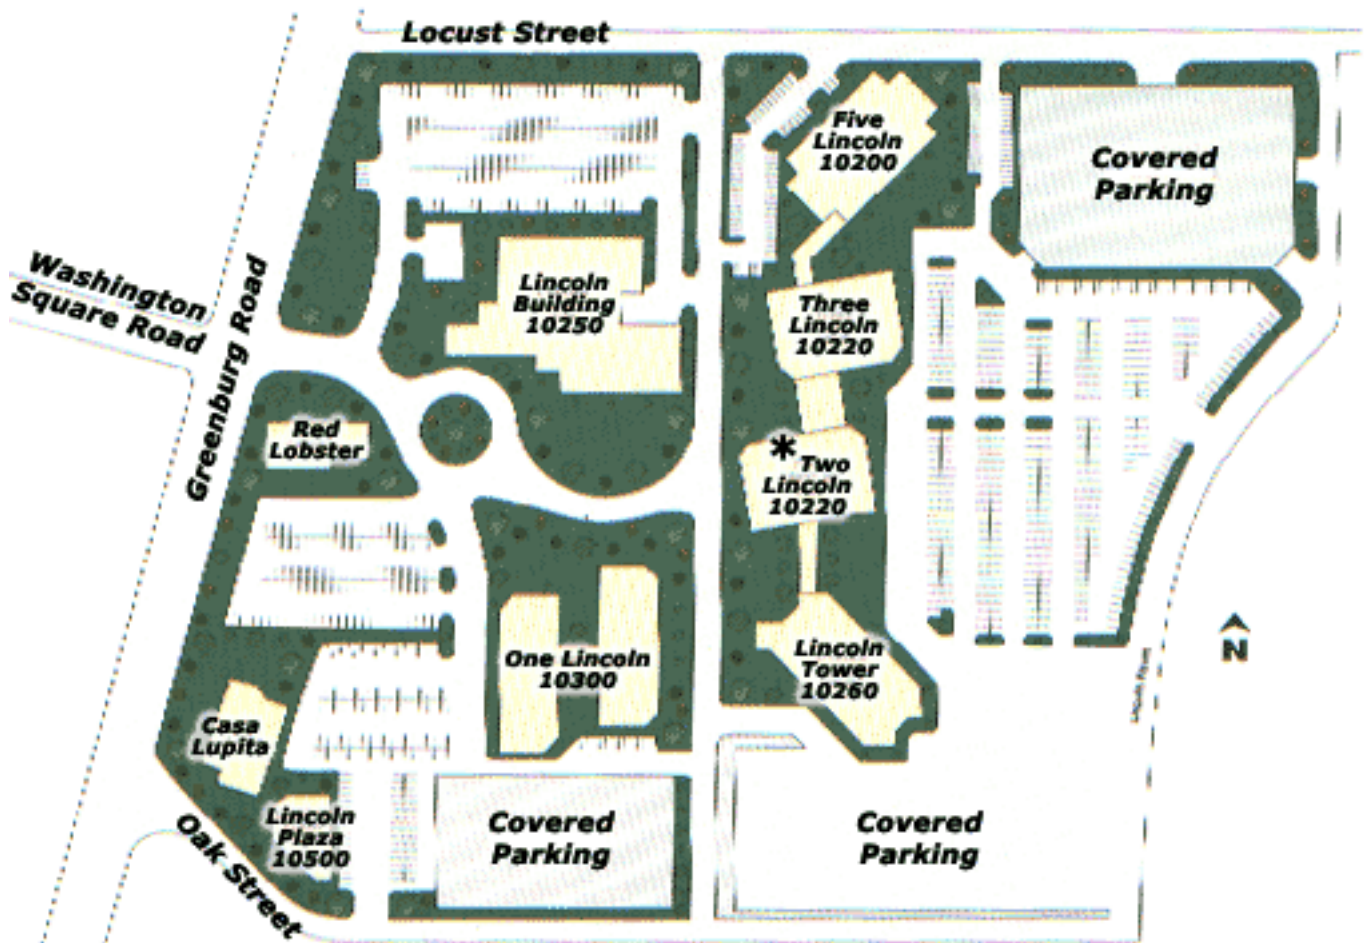 Locust Street
Five
Lincoln
10200
Covered
Parking
Washington
Square Road
Greenburg Road
Lincoln
Building
10250
Three
Lincoln
10220
Red
Lobster
*
Two
Lincoln
10220
One Lincoln
10300
Lincoln
Tower
10260
N
Casa
Lupita
Lincoln
Plaza
10500
Oak Street
Covered
Parking
Covered
Parking